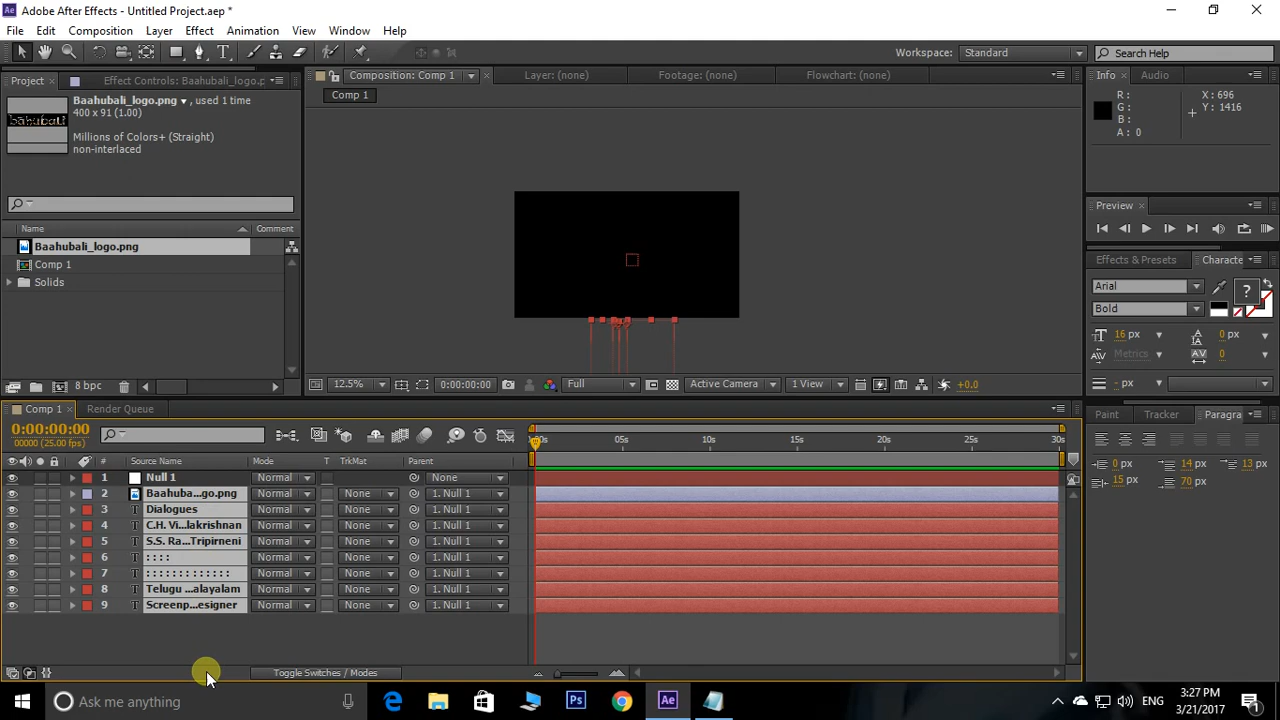 Adobe After Effects - Untitled Project.aep *
File Edit Composition Layer Effect Animation View Window Help
Workspace: Standard
Search Help
Project
Effect Controls: Baahubali_logo.p
Composition: Comp 1
Layer: (none)
Footage: (none)
Flowchart: (none)
Info
Audio
Comp 1
Baahubali_logo.png , used 1 time
400 x 91 (1.00)
Millions of Colors+ (Straight)
non-interlaced
R:
G:
B:
A: 0
X: 696
Y: 1416
Preview
Name
Comment
Baahubali_logo.png
Comp 1
Solids
Effects & Presets
Characte
Arial
Bold
16 px
0 px
Metrics
0
- px
8 bpc
12.5%
0:00:00:00
Full
Active Camera
1 View
+0.0
Comp 1
Render Queue
Paint
Tracker
Paragra
0:00:00:00
00000 (25.00 fps)
05s 10s 15s 20s 25s 30s
# Source Name Mode T TrkMat Parent
0 px
14 px
13 px
15 px
70 px
1 Null 1 Normal None
2 Baahuba...go.png Normal None 1. Null 1
3 T Dialogues Normal None 1. Null 1
4 T C.H. Vi...lakrishnan Normal None 1. Null 1
5 T S.S. Ra...Tripirneni Normal None 1. Null 1
6 T : : : : Normal None 1. Null 1
7 T : : : : : : : : : : : : : Normal None 1. Null 1
8 T Telugu ...alayalam Normal None 1. Null 1
9 T Screenp...esigner Normal None 1. Null 1
Toggle Switches / Modes
Ask me anything
ENG
3:27 PM
3/21/2017